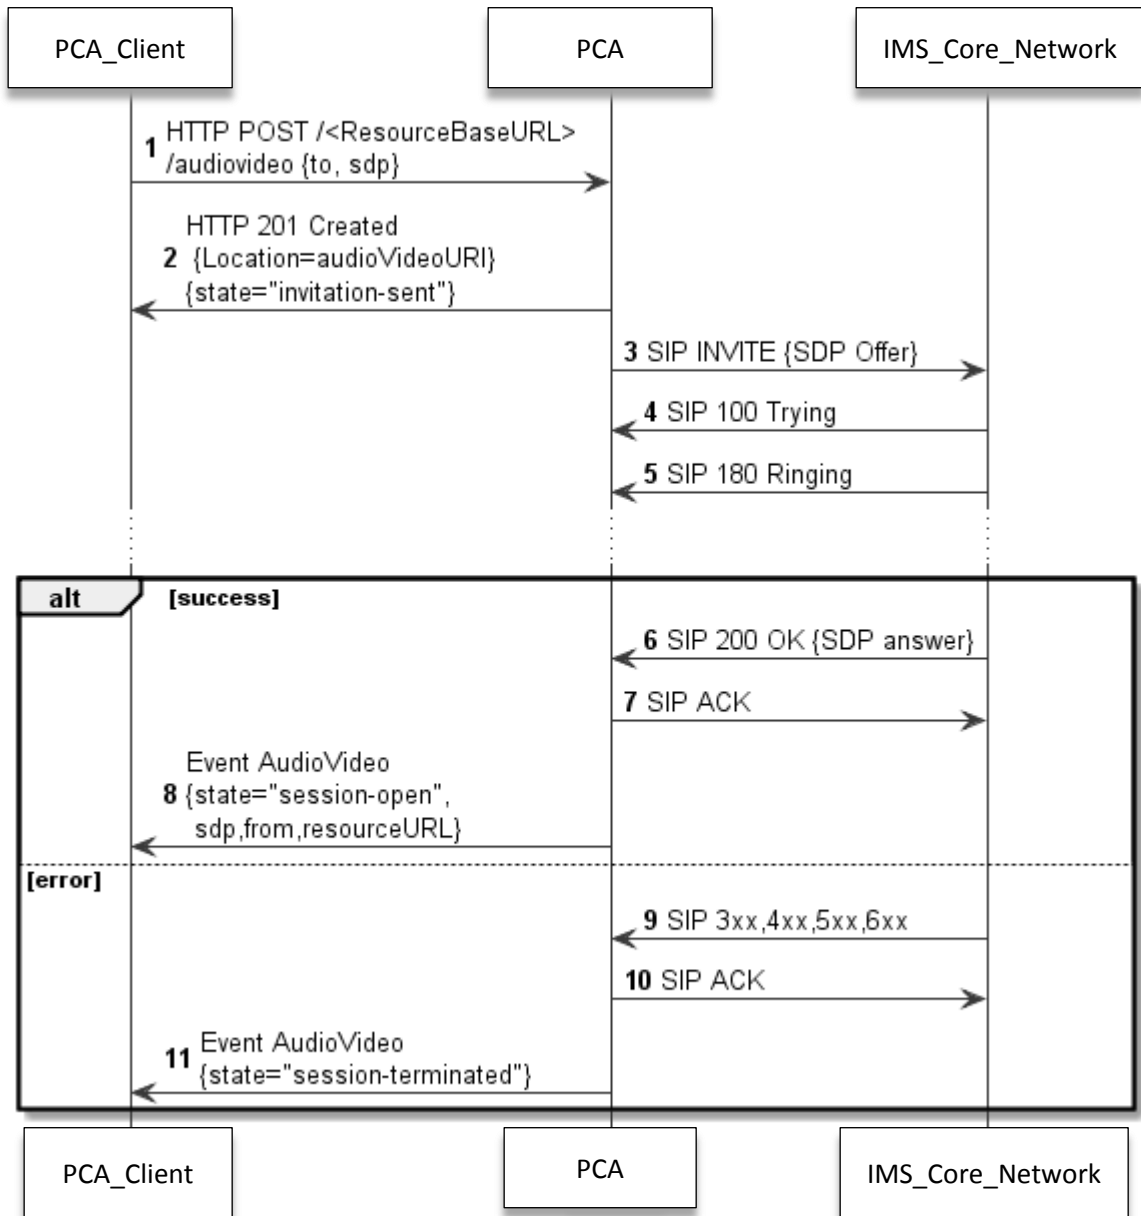 PCA_Client
PCA
IMS_Core_Network
1 HTTP POST /<ResourceBaseURL>
/audiovideo {to, sdp}
HTTP 201 Created
2 {Location=audioVideoURI}
{state="invitation-sent"}
3 SIP INVITE {SDP Offer}
4 SIP 100 Trying
5 SIP 180 Ringing
alt [success]
6 SIP 200 OK {SDP answer}
7 SIP ACK
Event AudioVideo
8 {state="session-open",
sdp,from,resourceURL}
[error]
9 SIP 3xx,4xx,5xx,6xx
10 SIP ACK
11 Event AudioVideo
{state="session-terminated"}
PCA_Client
PCA
IMS_Core_Network